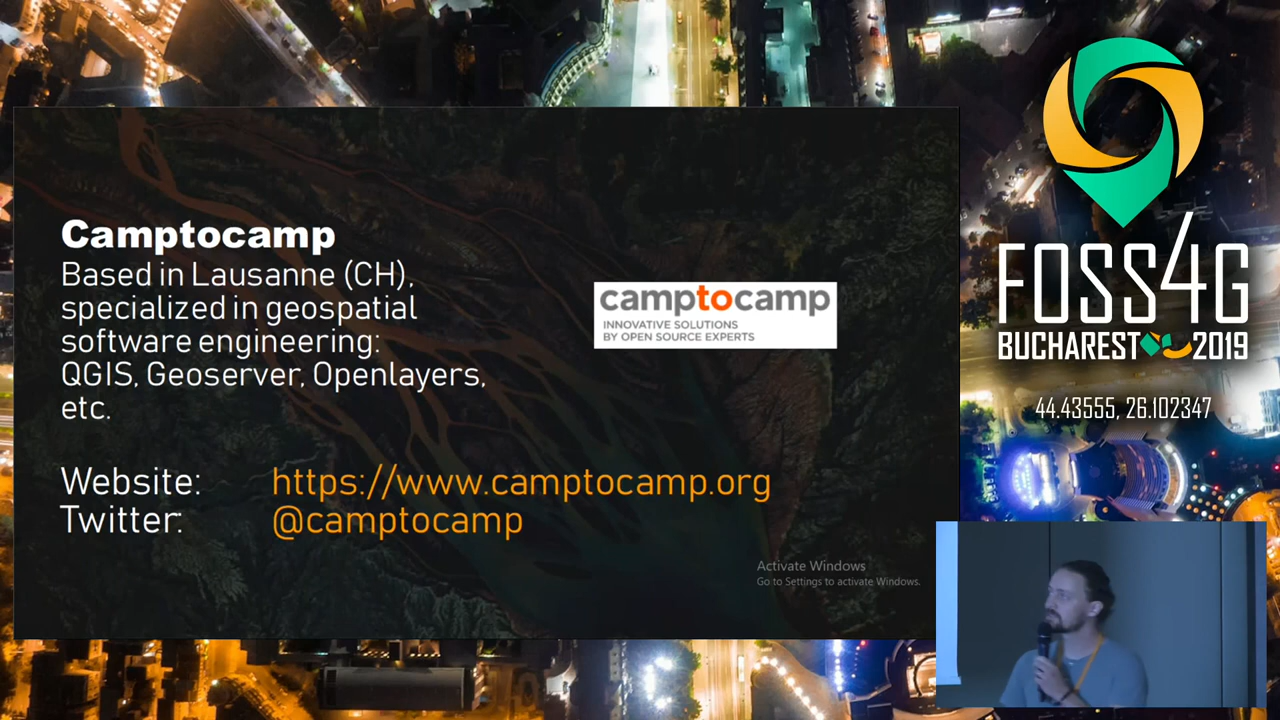 Camptocamp
Based in Lausanne (CH),
specialized in geospatial
software engineering:
QGIS, Geoserver, Openlayers,
etc.
Website: https://www.camptocamp.org
Twitter: @camptocamp
camptocamp
INNOVATIVE SOLUTIONS
BY OPEN SOURCE EXPERTS
Activate Windows
Go to Settings to activate Windows.
FOSS4G
BUCHAREST 2019
44.43555, 26.102347